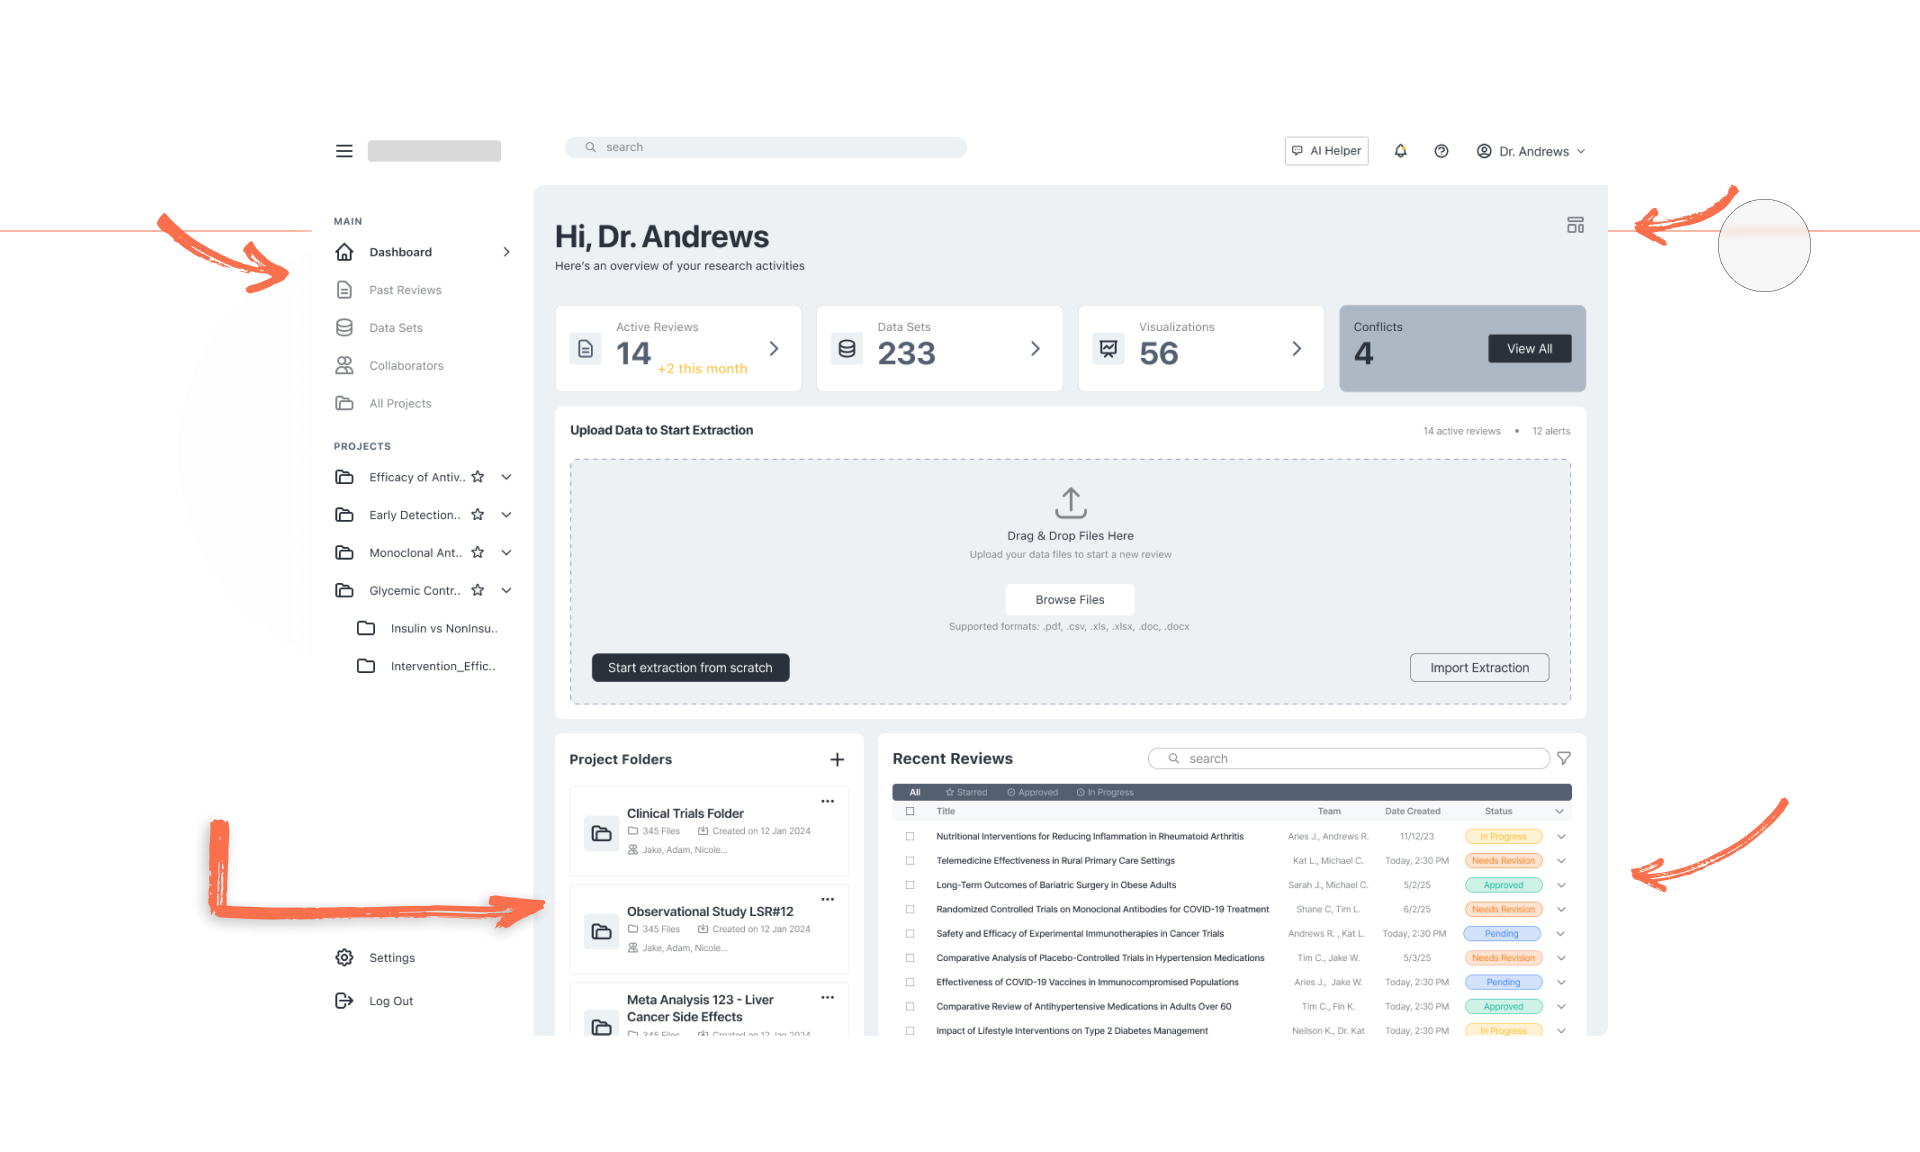 search
AI Helper
Dr. Andrews
MAIN
Dashboard
Past Reviews
Data Sets
Collaborators
All Projects
PROJECTS
Efficacy of Antiv..
Early Detection..
Monoclonal Ant..
Glycemic Contr..
Insulin vs NonInsu..
Intervention_Effic..
Settings
Log Out
Hi, Dr. Andrews
Here's an overview of your research activities
Active Reviews
14
+2 this month
Data Sets
233
Visualizations
56
Conflicts
4
View All
Upload Data to Start Extraction
14 active reviews • 12 alerts
Drag & Drop Files Here
Upload your data files to start a new review
Browse Files
Supported formats: .pdf, .csv, .xls, .xlsx, .doc, .docx
Start extraction from scratch
Import Extraction
Project Folders
Clinical Trials Folder
345 Files Created on 12 Jan 2024
Jake, Adam, Nicole...
Observational Study LSR#12
345 Files Created on 12 Jan 2024
Jake, Adam, Nicole...
Meta Analysis 123 - Liver
Cancer Side Effects
345 Files Created on 12 Jan 2024
Recent Reviews
search
All Starred Approved In Progress
Title Team Date Created Status
Nutritional Interventions for Reducing Inflammation in Rheumatoid Arthritis Aries J., Andrews R. 11/12/23 In Progress
Telemedicine Effectiveness in Rural Primary Care Settings Kat L., Michael C. Today, 2:30 PM Needs Revision
Long-Term Outcomes of Bariatric Surgery in Obese Adults Sarah J., Michael C. 5/2/25 Approved
Randomized Controlled Trials on Monoclonal Antibodies for COVID-19 Treatment Shane C, Tim L. 6/2/25 Needs Revision
Safety and Efficacy of Experimental Immunotherapies in Cancer Trials Andrews R. , Kat L. Today, 2:30 PM Pending
Comparative Analysis of Placebo-Controlled Trials in Hypertension Medications Tim C., Jake W. 5/3/25 Needs Revision
Effectiveness of COVID-19 Vaccines in Immunocompromised Populations Aries J., Jake W. Today, 2:30 PM Pending
Comparative Review of Antihypertensive Medications in Adults Over 60 Tim C., Fin K. Today, 2:30 PM Approved
Impact of Lifestyle Interventions on Type 2 Diabetes Management Neilson K., Dr. Kat Today, 2:30 PM In Progress